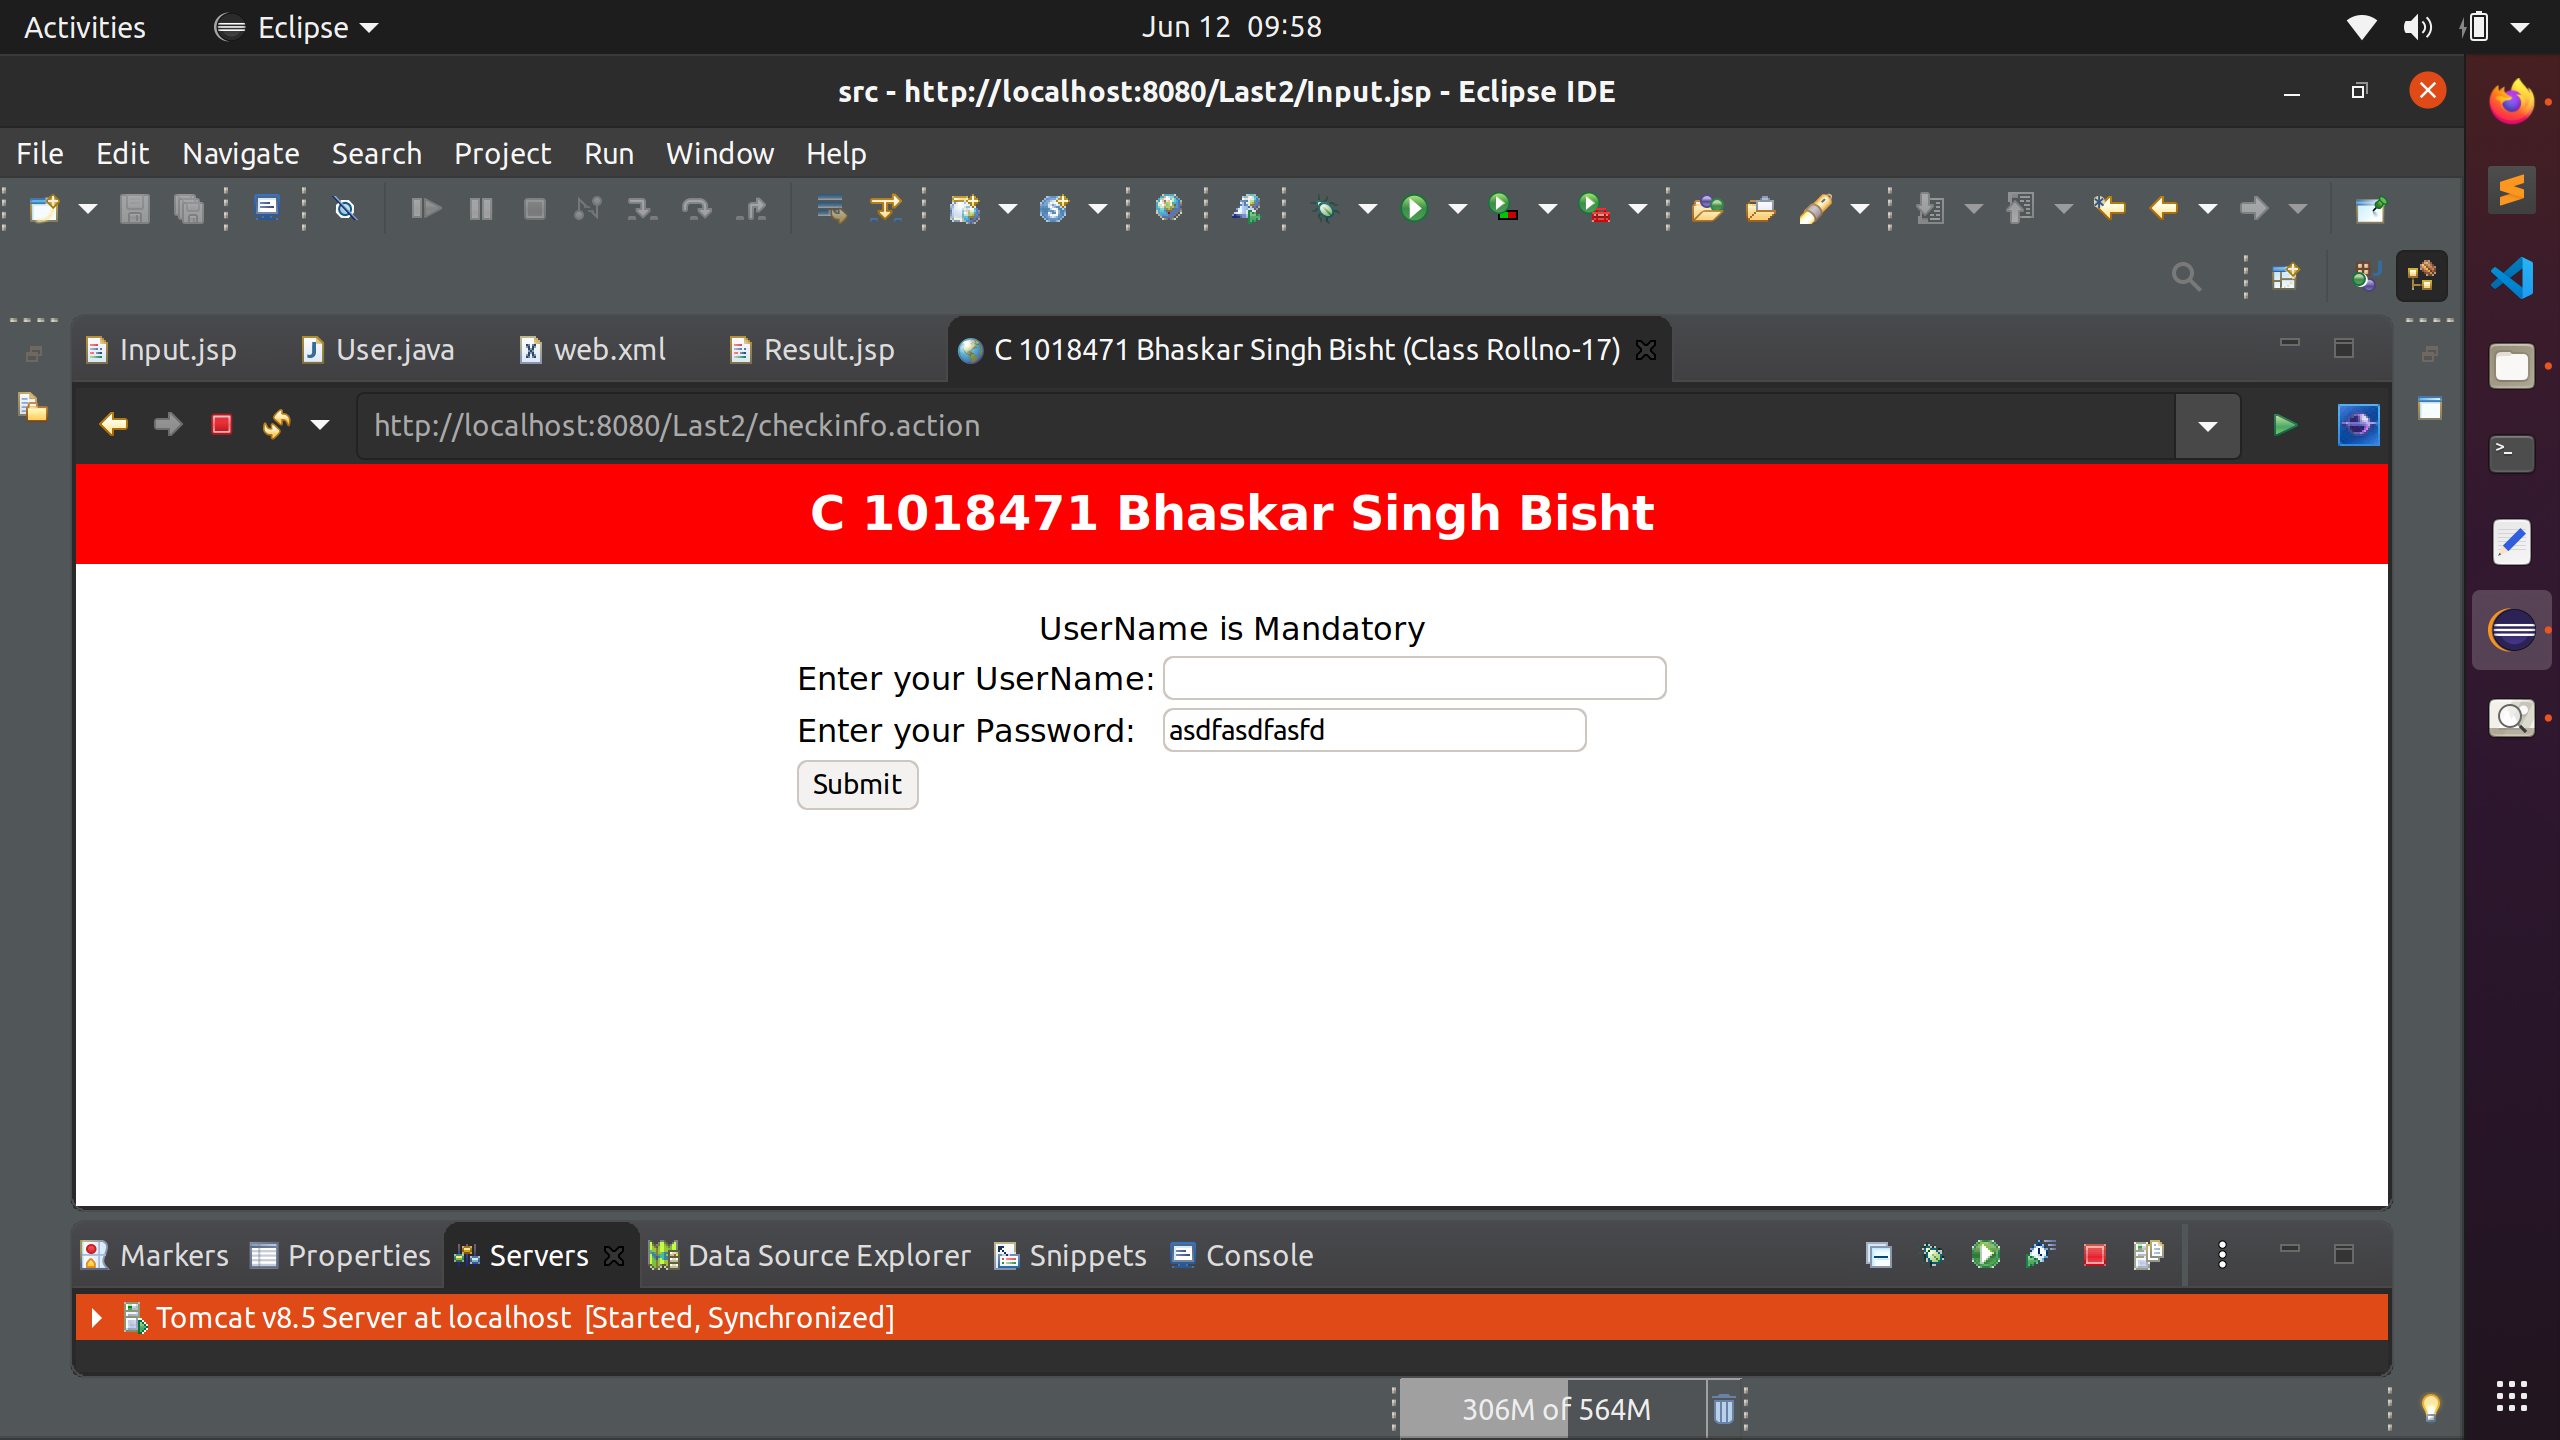 Activities Eclipse Jun 12 09:58
src - http://localhost:8080/Last2/Input.jsp - Eclipse IDE
File Edit Navigate Search Project Run Window Help
Input.jsp User.java web.xml Result.jsp C 1018471 Bhaskar Singh Bisht (Class Rollno-17)
http://localhost:8080/Last2/checkinfo.action
C 1018471 Bhaskar Singh Bisht
UserName is Mandatory
Enter your UserName:
Enter your Password: asdfasdfasfd
Submit
Markers Properties Servers Data Source Explorer Snippets Console
Tomcat v8.5 Server at localhost [Started, Synchronized]
306M of 564M